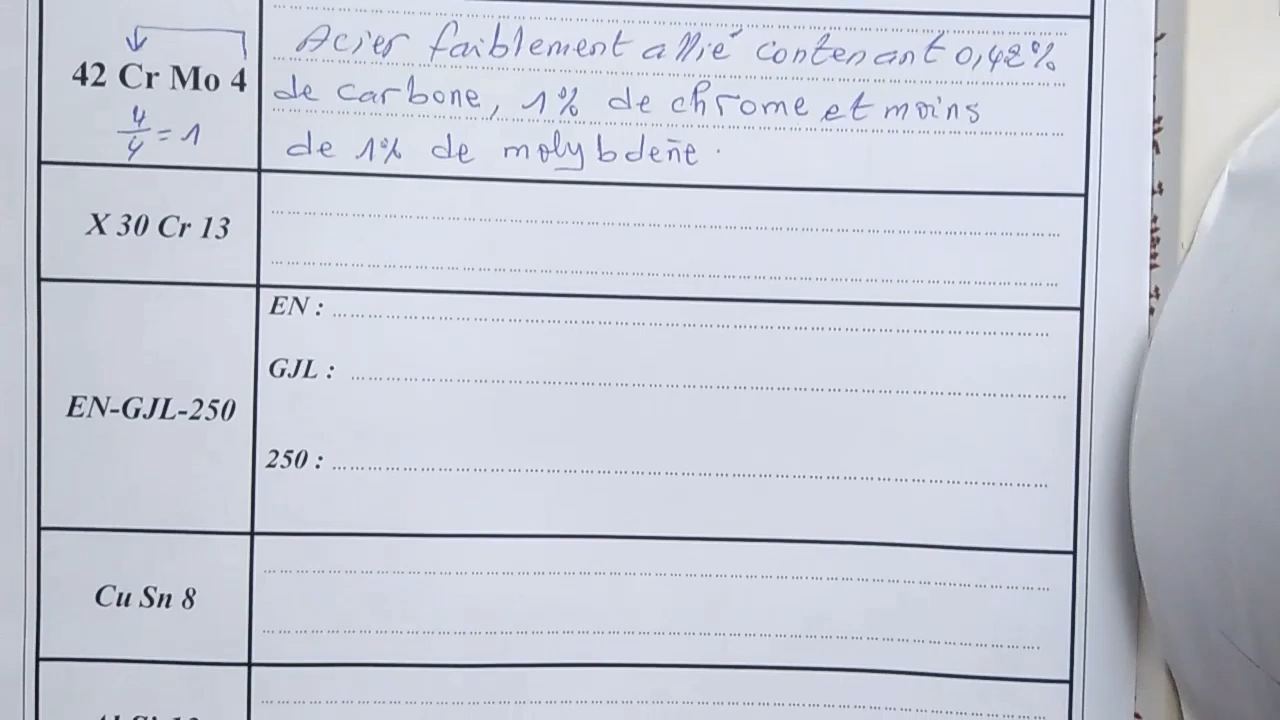 Acier faiblement allié contenant 0,42%
42 Cr Mo 4
de carbone, 1% de chrome et moins
4/4 = 1
de 1% de molybdène.
X 30 Cr 13
EN :
GJL :
EN-GJL-250
250 :
Cu Sn 8